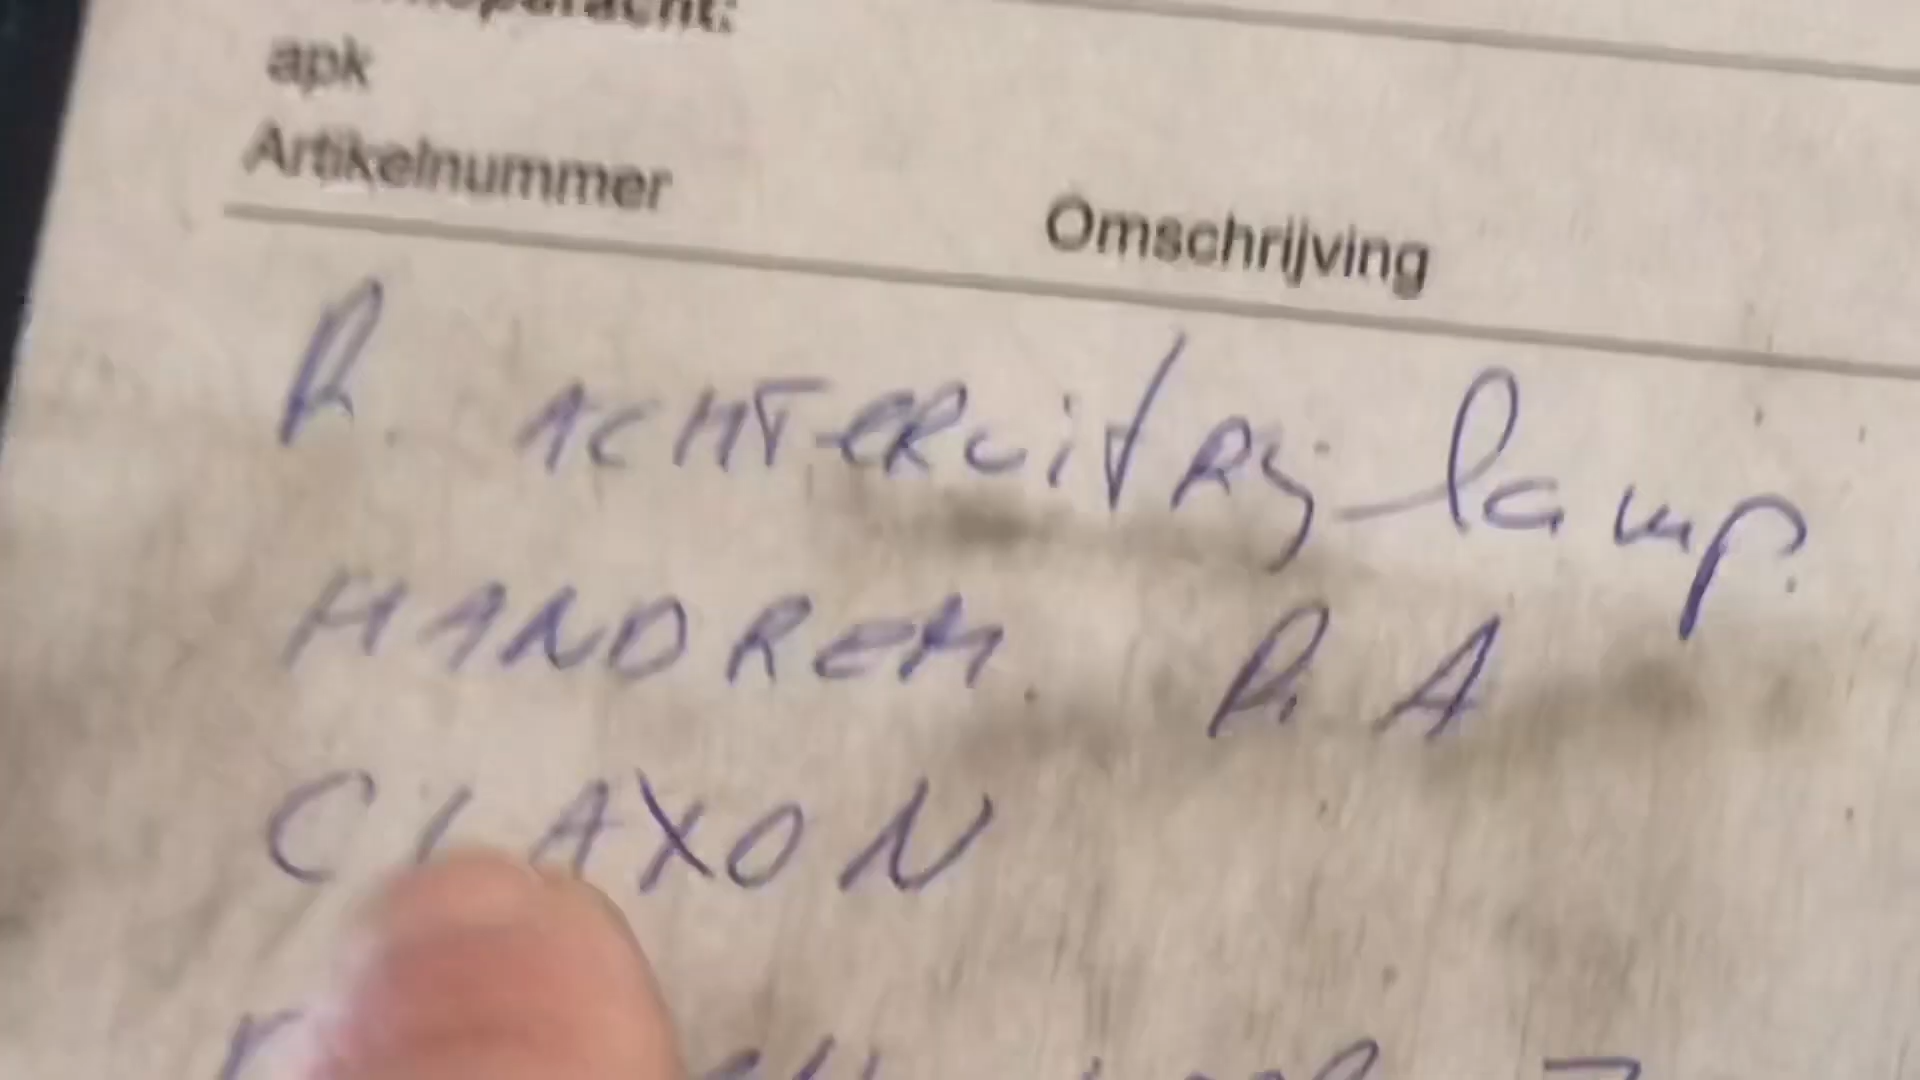 apk
Artikelnummer
Omschrijving
R. ACHTERUitRij-lamp.
HANDREM. R. A
CLAXON